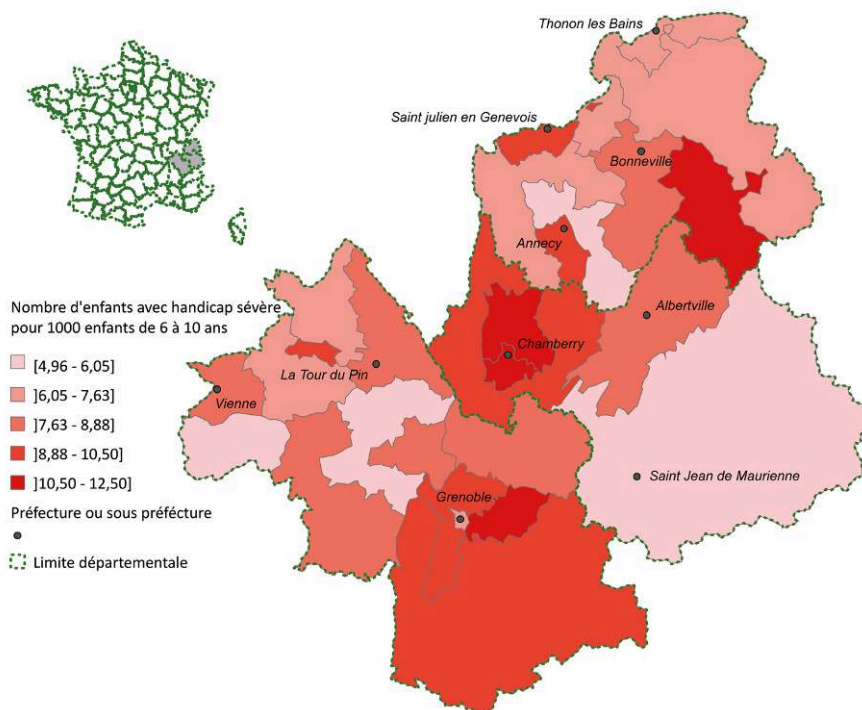 Thonon les Bains
Saint julien en Genevois
Bonneville
Annecy
Nombre d'enfants avec handicap sévère
pour 1000 enfants de 6 à 10 ans
[4,96 - 6,05]
]6,05 - 7,63]
]7,63 - 8,88]
]8,88 - 10,50]
]10,50 - 12,50]
Préfecture ou sous préfécture
Limite départementale
Albertville
Chamberry
La Tour du Pin
Vienne
Saint Jean de Maurienne
Grenoble